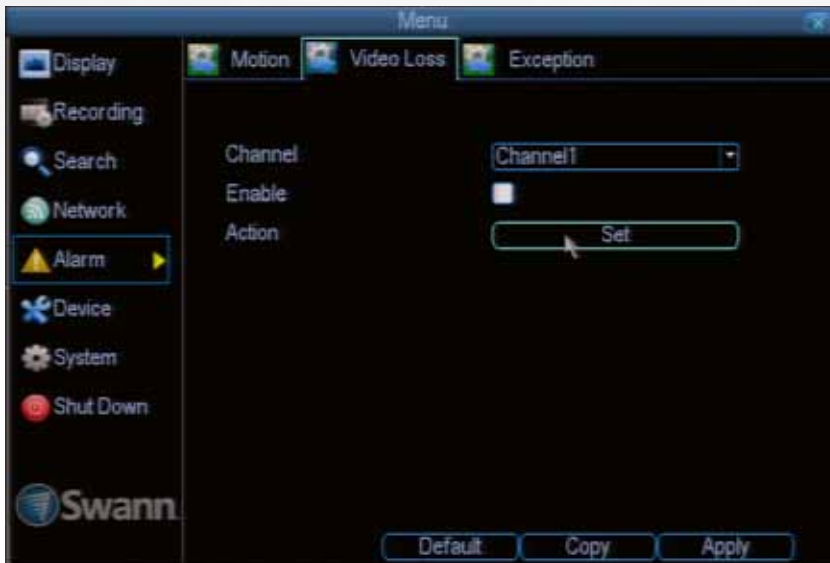 Menu
Display
Recording
Search
Network
Alarm
Device
System
Shut Down
Swann
Motion
Video Loss
Exception
Channel
Channel1
Enable
Action
Set
Default
Copy
Apply